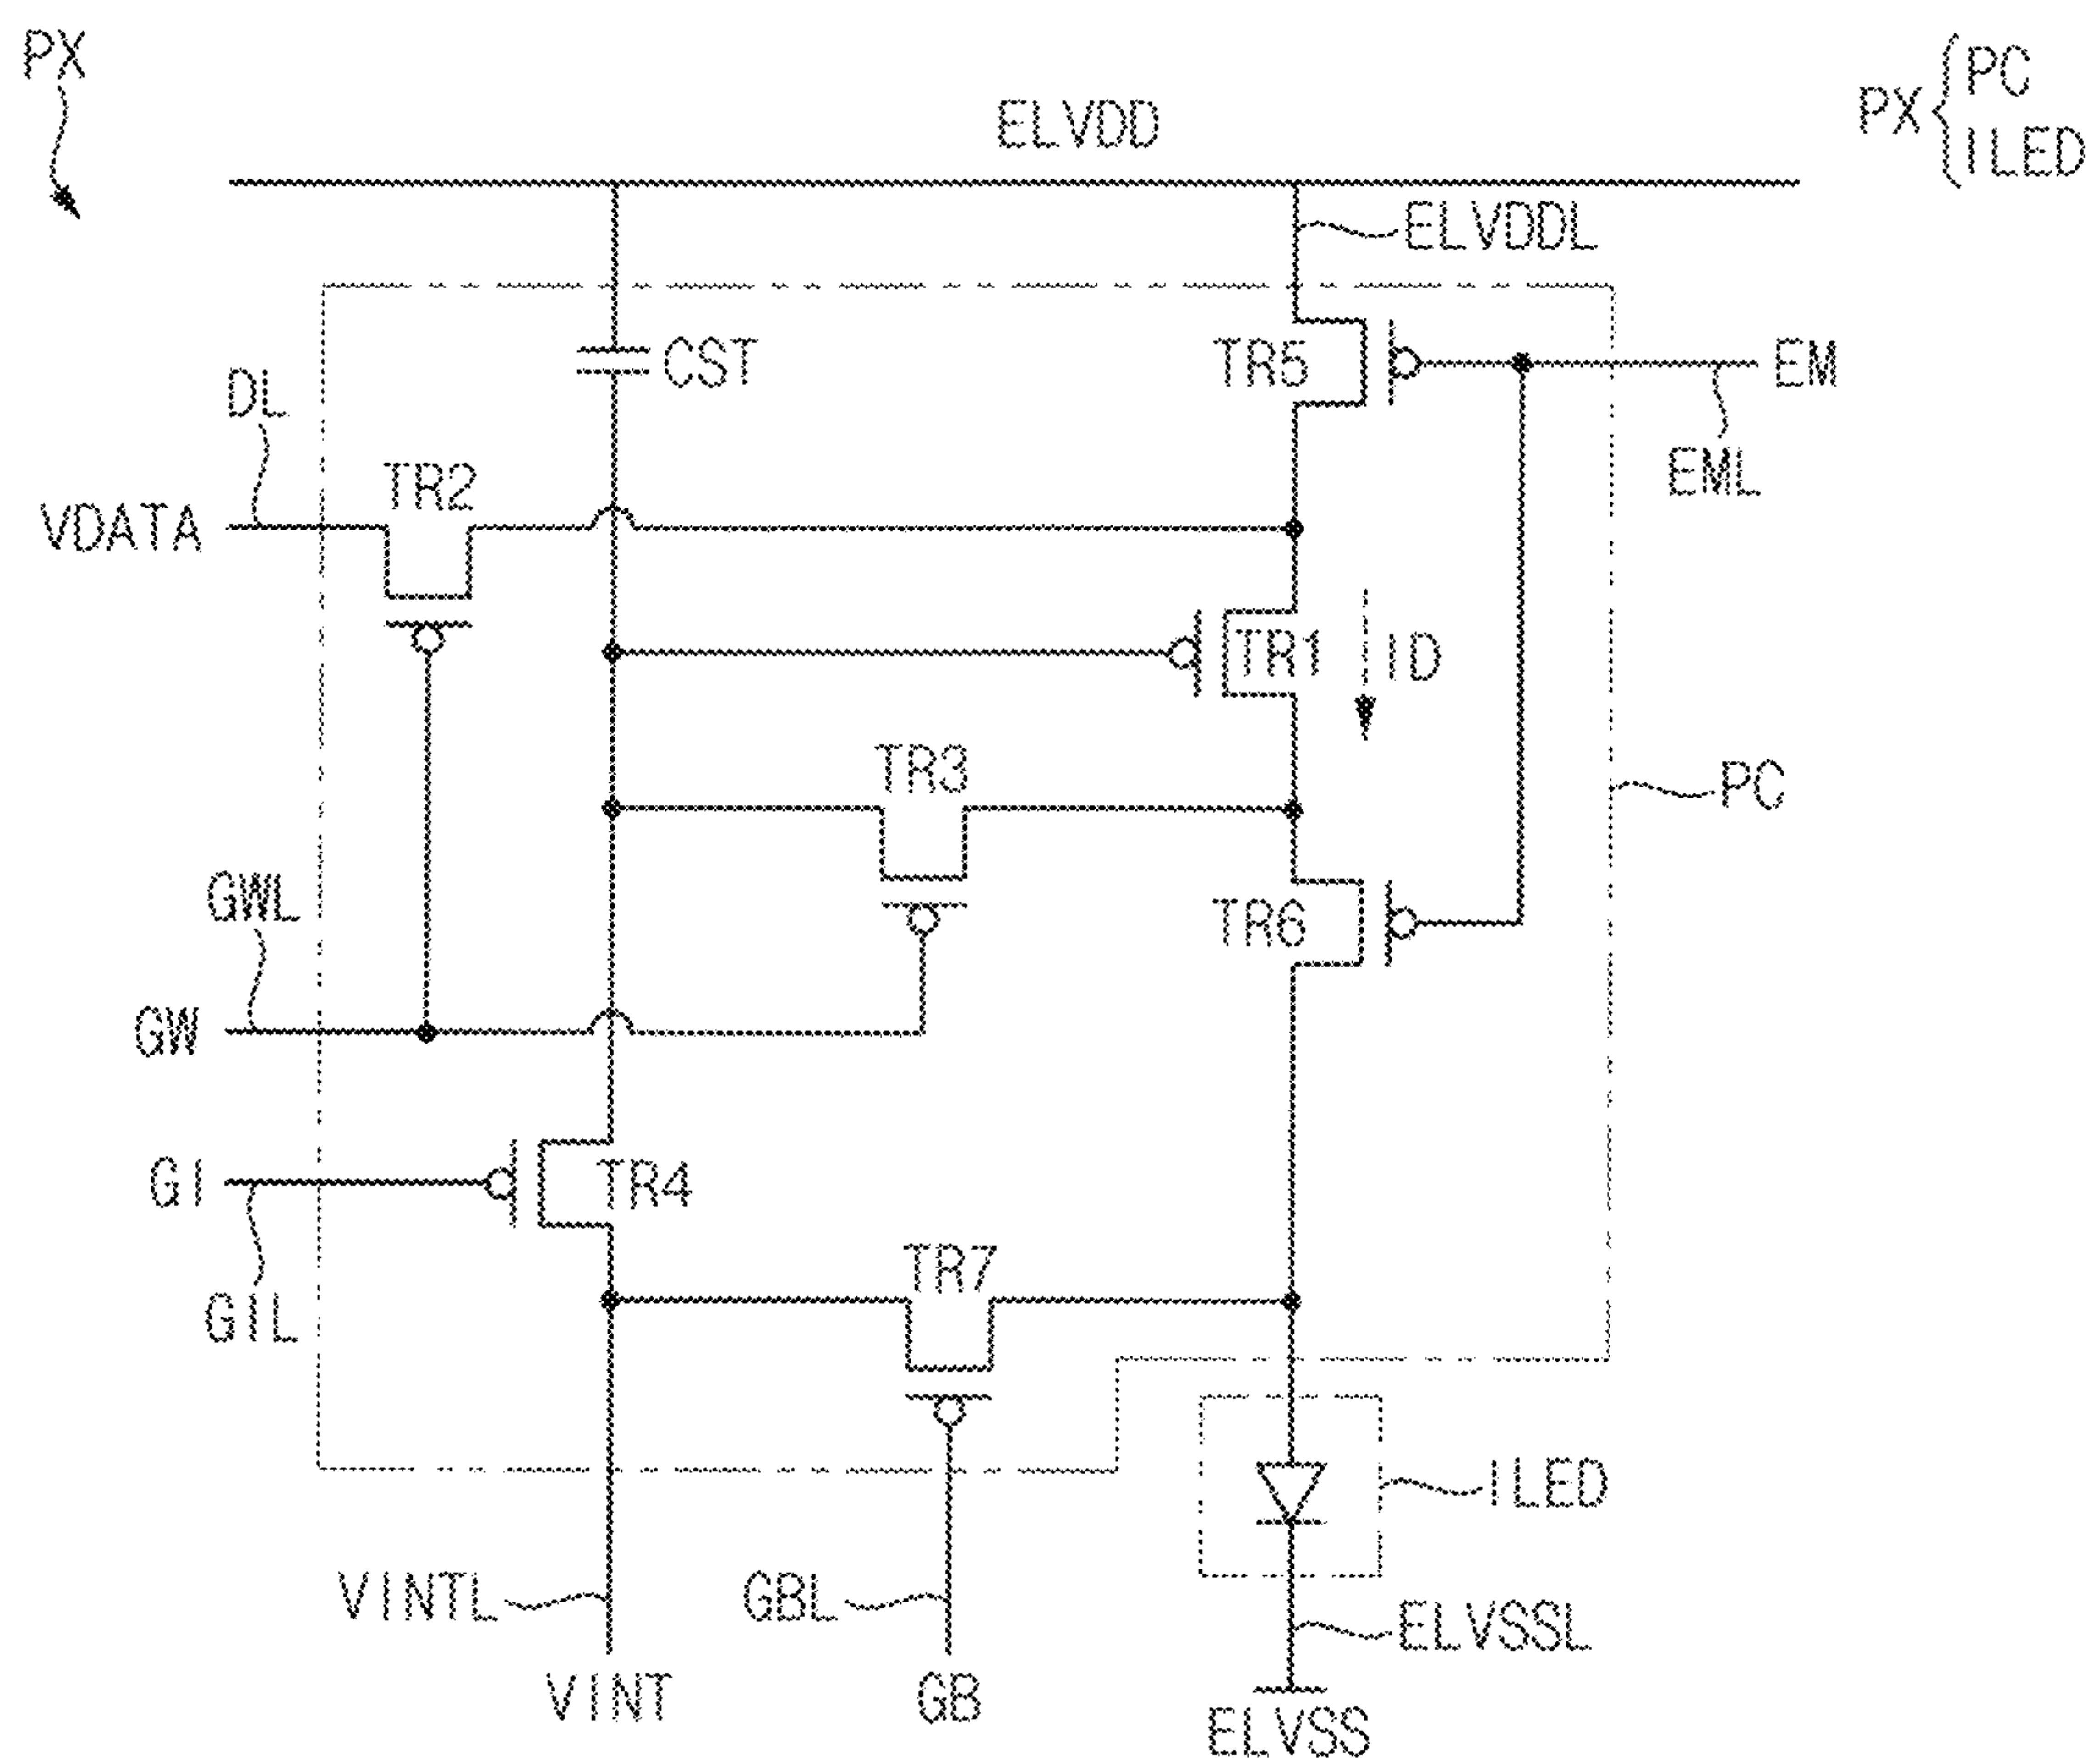 PX
ELVDD
PX { PC
ILED
ELVDDL
CST
TR5
EM
DL
TR2
EML
VDATA
TR1
ID
TR3
PC
GWL
TR6
GW
GI
TR4
TR7
GIL
ILED
VINTL
GBL
ELVSSL
VINT
GB
ELVSS